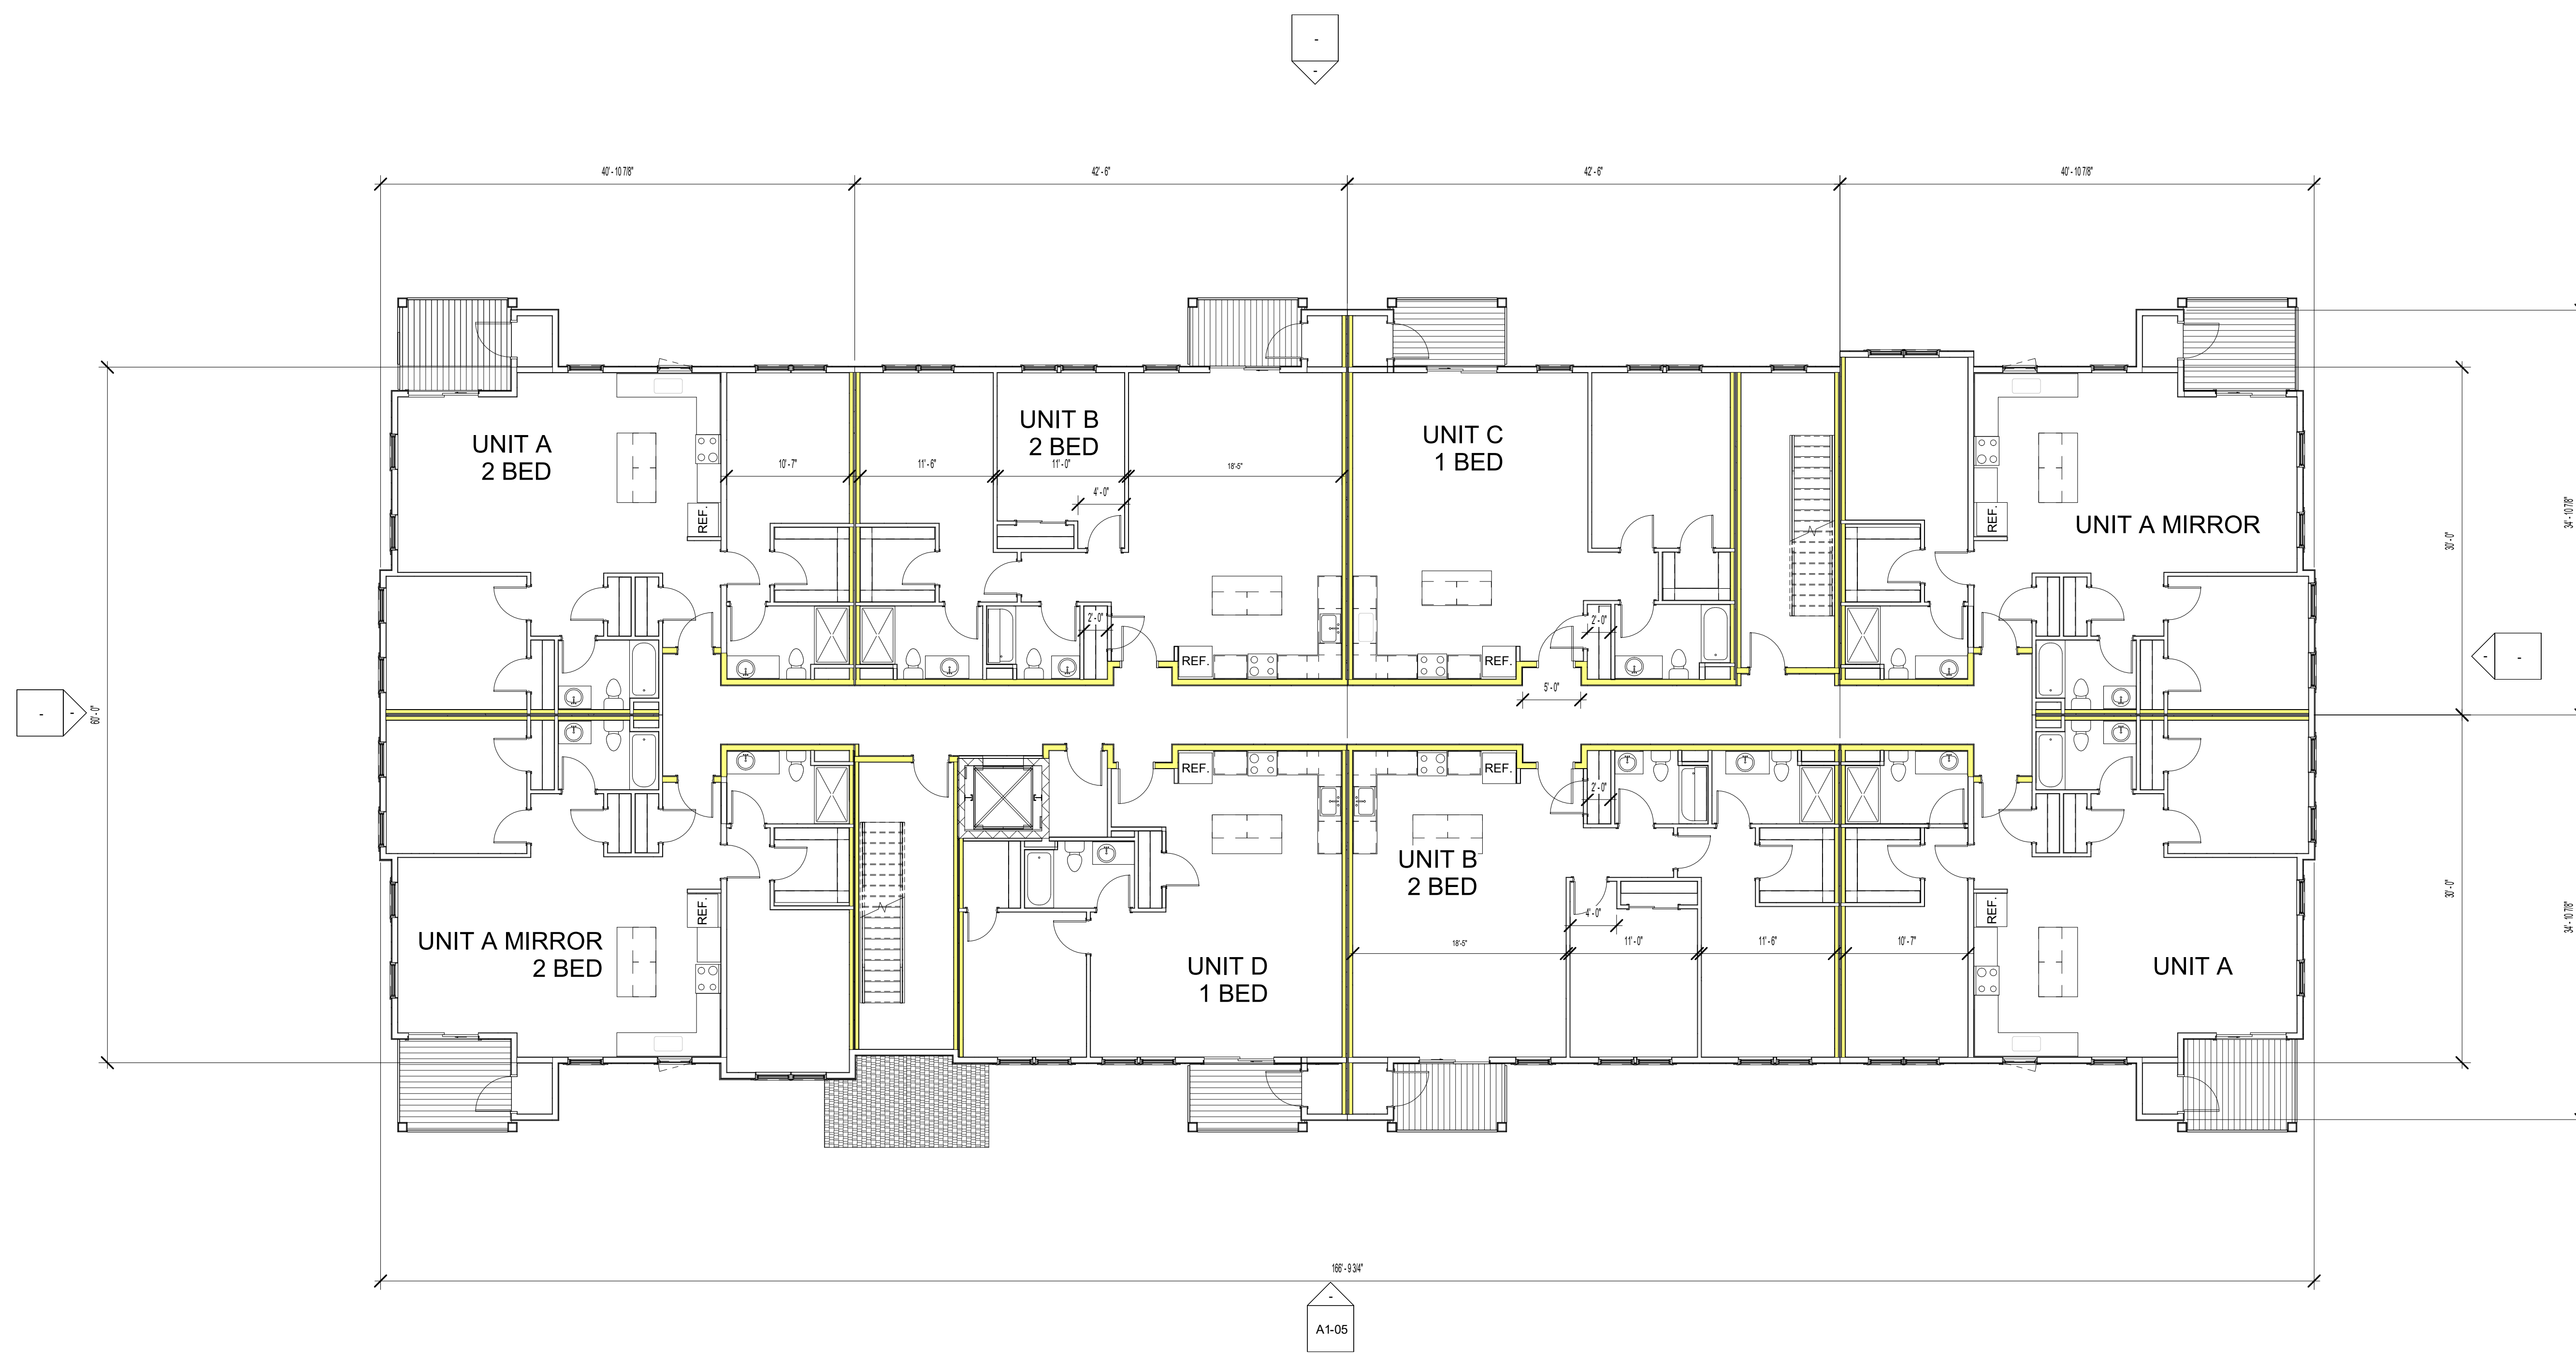 -
-
40' - 10 7/8"
42' - 6"
42' - 6"
40' - 10 7/8"
UNIT A
2 BED
UNIT B
2 BED
UNIT C
1 BED
UNIT A MIRROR
10' - 7"
11' - 6"
11' - 0"
18'-5"
4' - 0"
REF.
REF.
34' - 10 7/8"
30' - 0"
2' - 0"
2' - 0"
REF.
REF.
-
-
-
-
60' - 0"
5' - 0"
REF.
REF.
2' - 0"
UNIT B
2 BED
REF.
REF.
4' - 0"
30' - 0"
34' - 10 7/8"
UNIT A MIRROR
2 BED
18'-5"
11' - 0"
11' - 6"
10' - 7"
UNIT D
1 BED
UNIT A
166' - 9 3/4"
-
A1-05